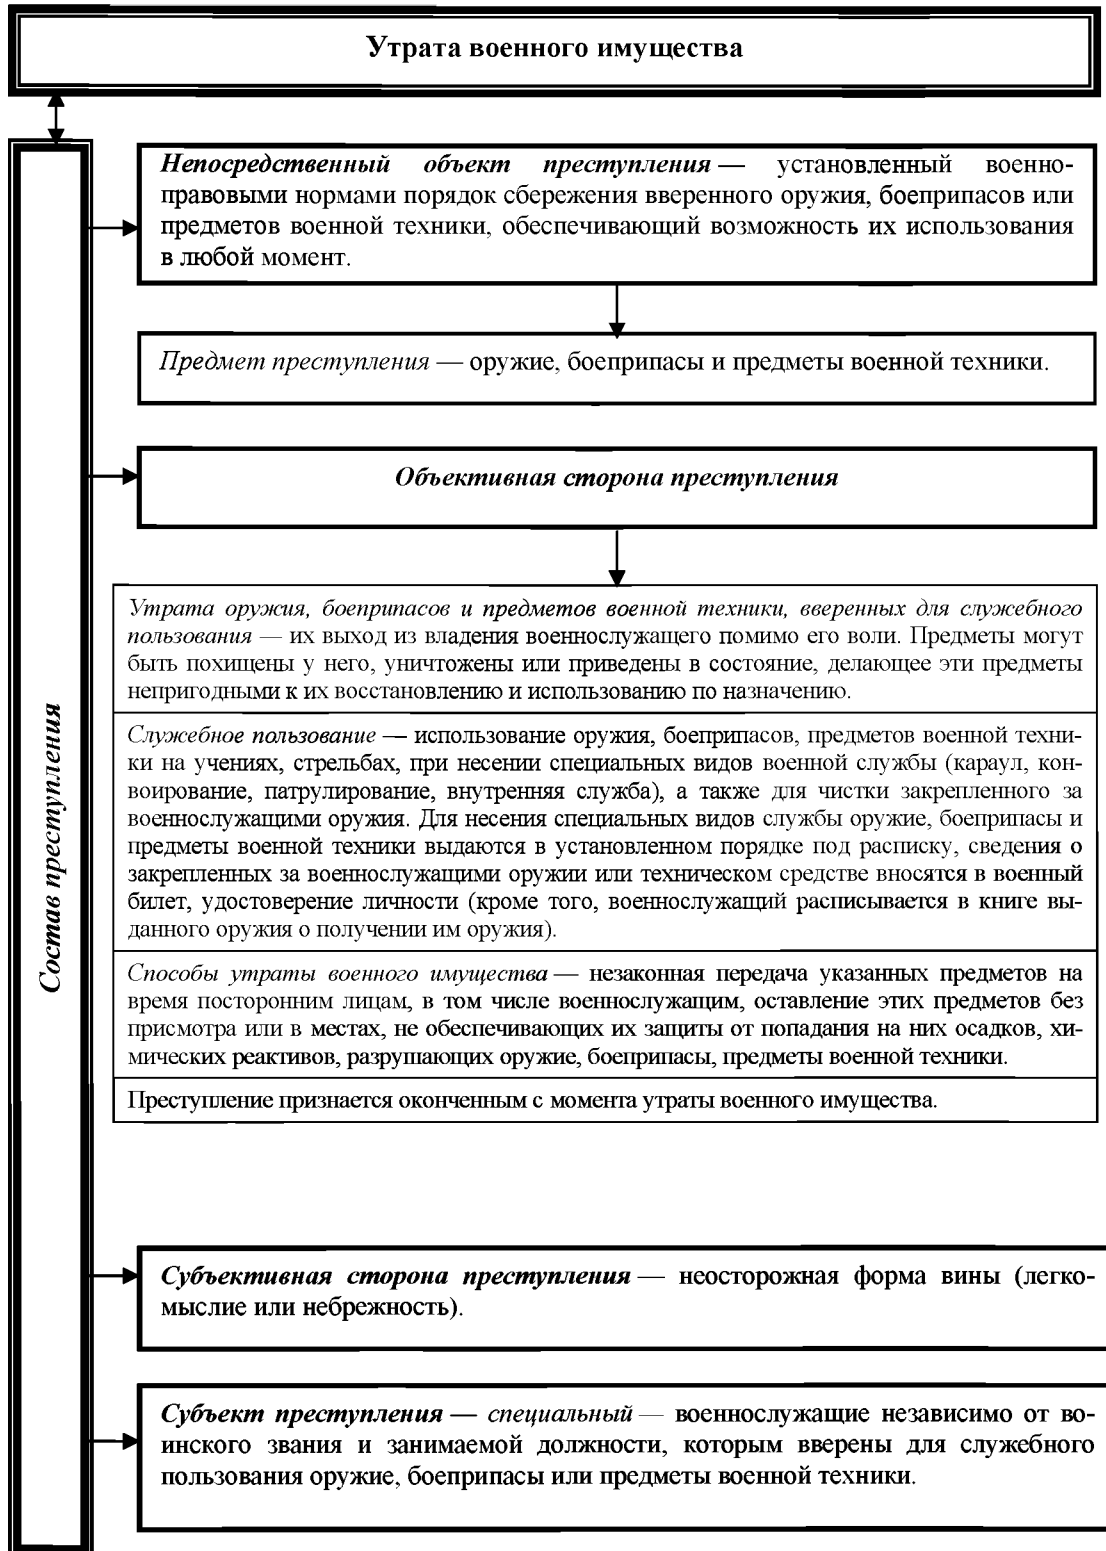 Утрата военного имущества
Состав преступления
Непосредственный объект преступления — установленный военно-
правовыми нормами порядок сбережения вверенного оружия, боеприпасов или
предметов военной техники, обеспечивающий возможность их использования
в любой момент.
Предмет преступления — оружие, боеприпасы и предметы военной техники.
Объективная сторона преступления
Утрата оружия, боеприпасов и предметов военной техники, вверенных для служебного
пользования — их выход из владения военнослужащего помимо его воли. Предметы могут
быть похищены у него, уничтожены или приведены в состояние, делающее эти предметы
непригодными к их восстановлению и использованию по назначению.
Служебное пользование — использование оружия, боеприпасов, предметов военной техни-
ки на учениях, стрельбах, при несении специальных видов военной службы (караул, кон-
воирование, патрулирование, внутренняя служба), а также для чистки закрепленного за
военнослужащими оружия. Для несения специальных видов службы оружие, боеприпасы и
предметы военной техники выдаются в установленном порядке под расписку, сведения о
закрепленных за военнослужащими оружии или техническом средстве вносятся в военный
билет, удостоверение личности (кроме того, военнослужащий расписывается в книге вы-
данного оружия о получении им оружия).
Способы утраты военного имущества — незаконная передача указанных предметов на
время посторонним лицам, в том числе военнослужащим, оставление этих предметов без
присмотра или в местах, не обеспечивающих их защиты от попадания на них осадков, хи-
мических реактивов, разрушающих оружие, боеприпасы, предметы военной техники.
Преступление признается оконченным с момента утраты военного имущества.
Субъективная сторона преступления — неосторожная форма вины (легко-
мыслие или небрежность).
Субъект преступления — специальный — военнослужащие независимо от во-
инского звания и занимаемой должности, которым вверены для служебного
пользования оружие, боеприпасы или предметы военной техники.